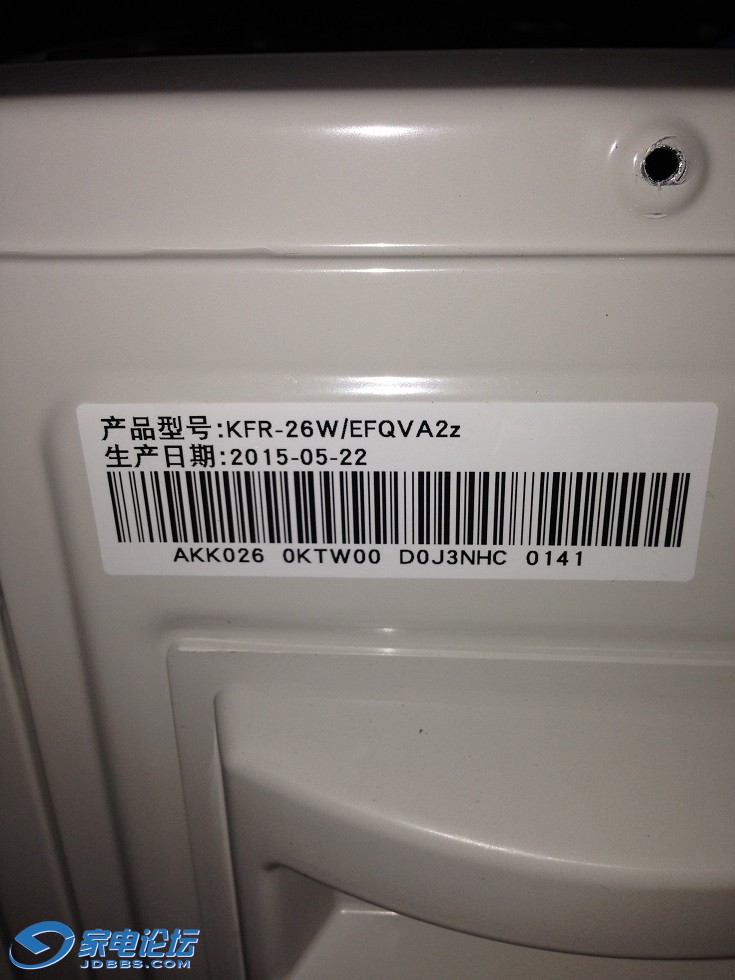 产品型号:KFR-26W/EFQVA2z
生产日期:2015-05-22
AKK026 0KTW00 D0J3NHC 0141
家电论坛
JDBBS.COM